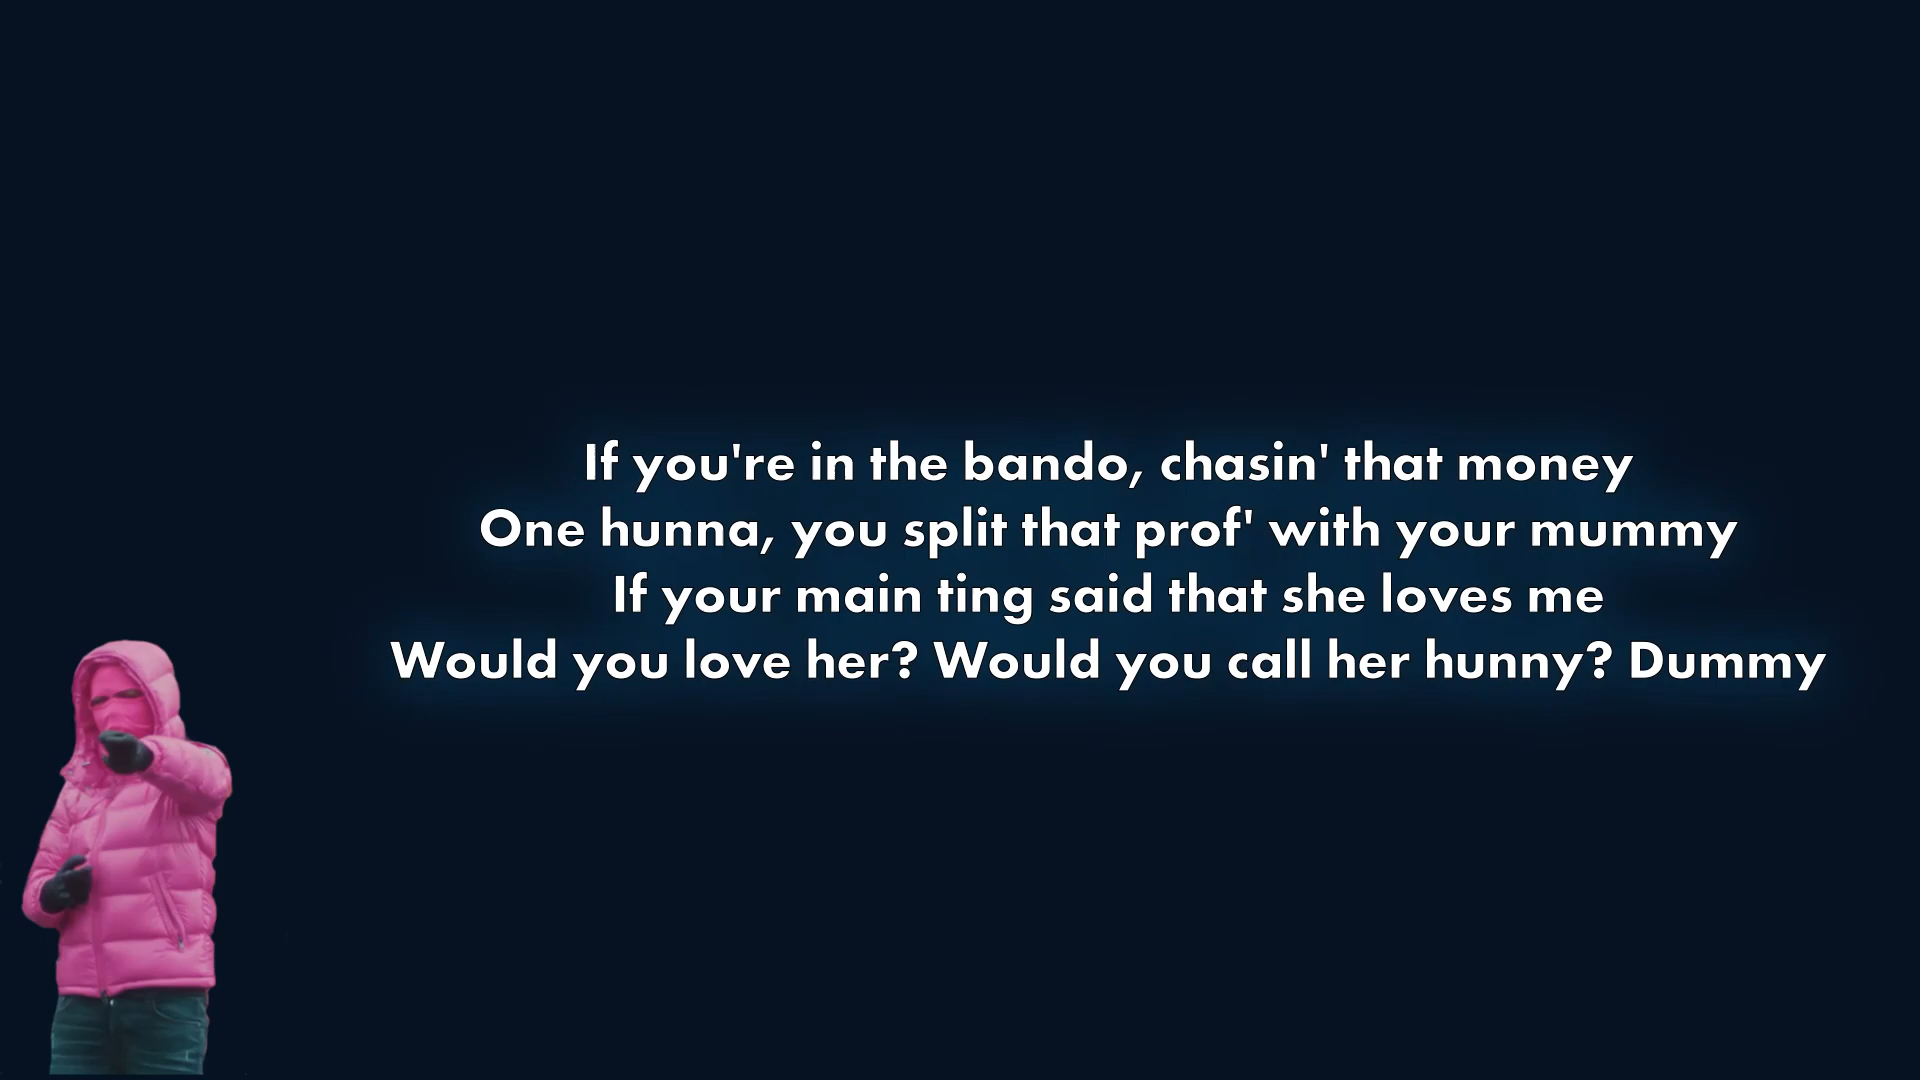 If you're in the bando, chasin' that money
One hunna, you split that prof' with your mummy
If your main ting said that she loves me
Would you love her? Would you call her hunny? Dummy